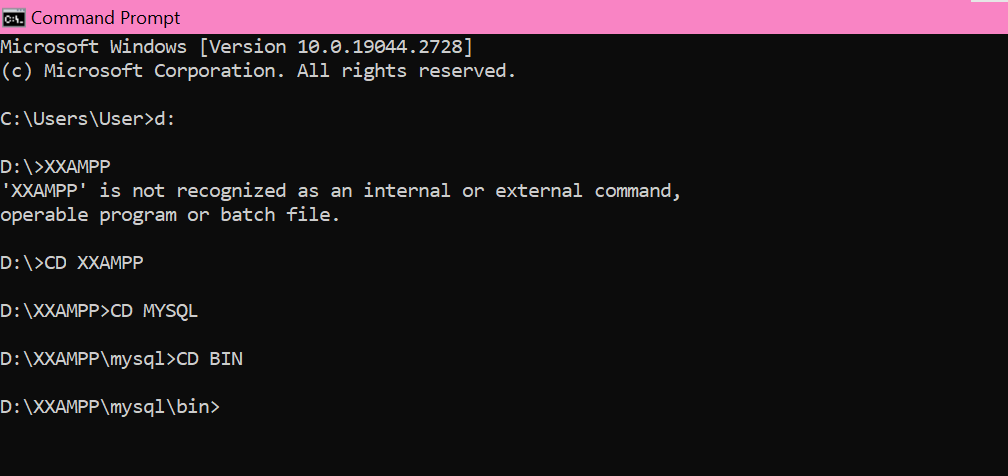 Command Prompt
Microsoft Windows [Version 10.0.19044.2728]
(c) Microsoft Corporation. All rights reserved.
C:\Users\User>d:
D:\>XXAMPP
'XXAMPP' is not recognized as an internal or external command,
operable program or batch file.
D:\>CD XXAMPP
D:\XXAMPP>CD MYSQL
D:\XXAMPP\mysql>CD BIN
D:\XXAMPP\mysql\bin>